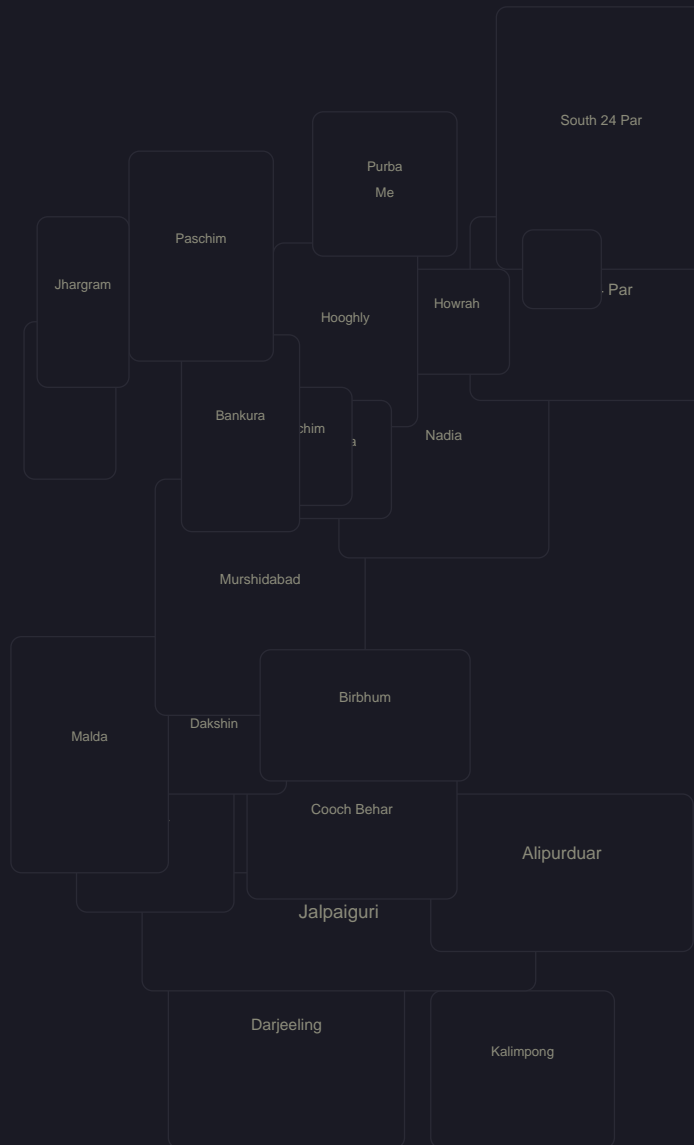 South 24 Par
Purba
Me
Paschim
Jhargram
Par
Howrah
Hooghly
Bankura
chim
a
Nadia
Murshidabad
Birbhum
Dakshin
Malda
Cooch Behar
Alipurduar
Jalpaiguri
Darjeeling
Kalimpong